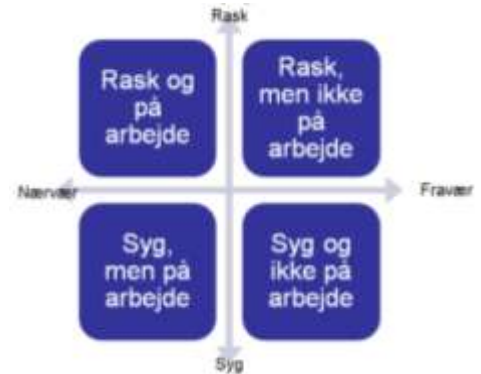 Rask
Rask og
på
arbejde
Rask,
men ikke
på
arbejde
Nærvær
Fravær
Syg,
men på
arbejde
Syg og
ikke på
arbejde
Syg